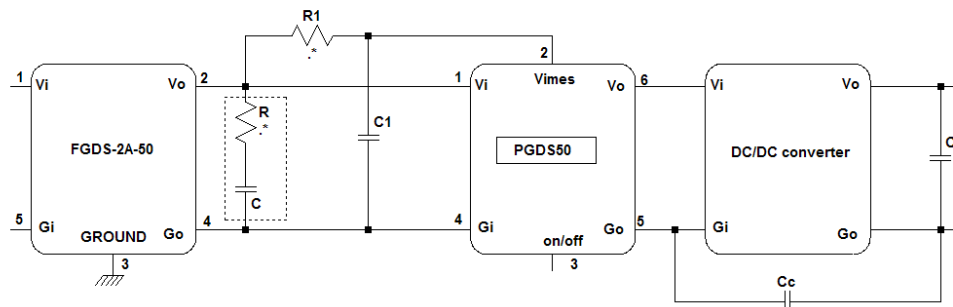 R1
.*
2
1
Vi
Vo
2
1
Vi
Vimes
Vo
6
Vi
Vo
R
.*
C1
FGDS-2A-50
PGDS50
DC/DC converter
C
C
5
Gi
Go
4
4
Gi
Go
5
Gi
Go
GROUND
on/off
3
3
Cc